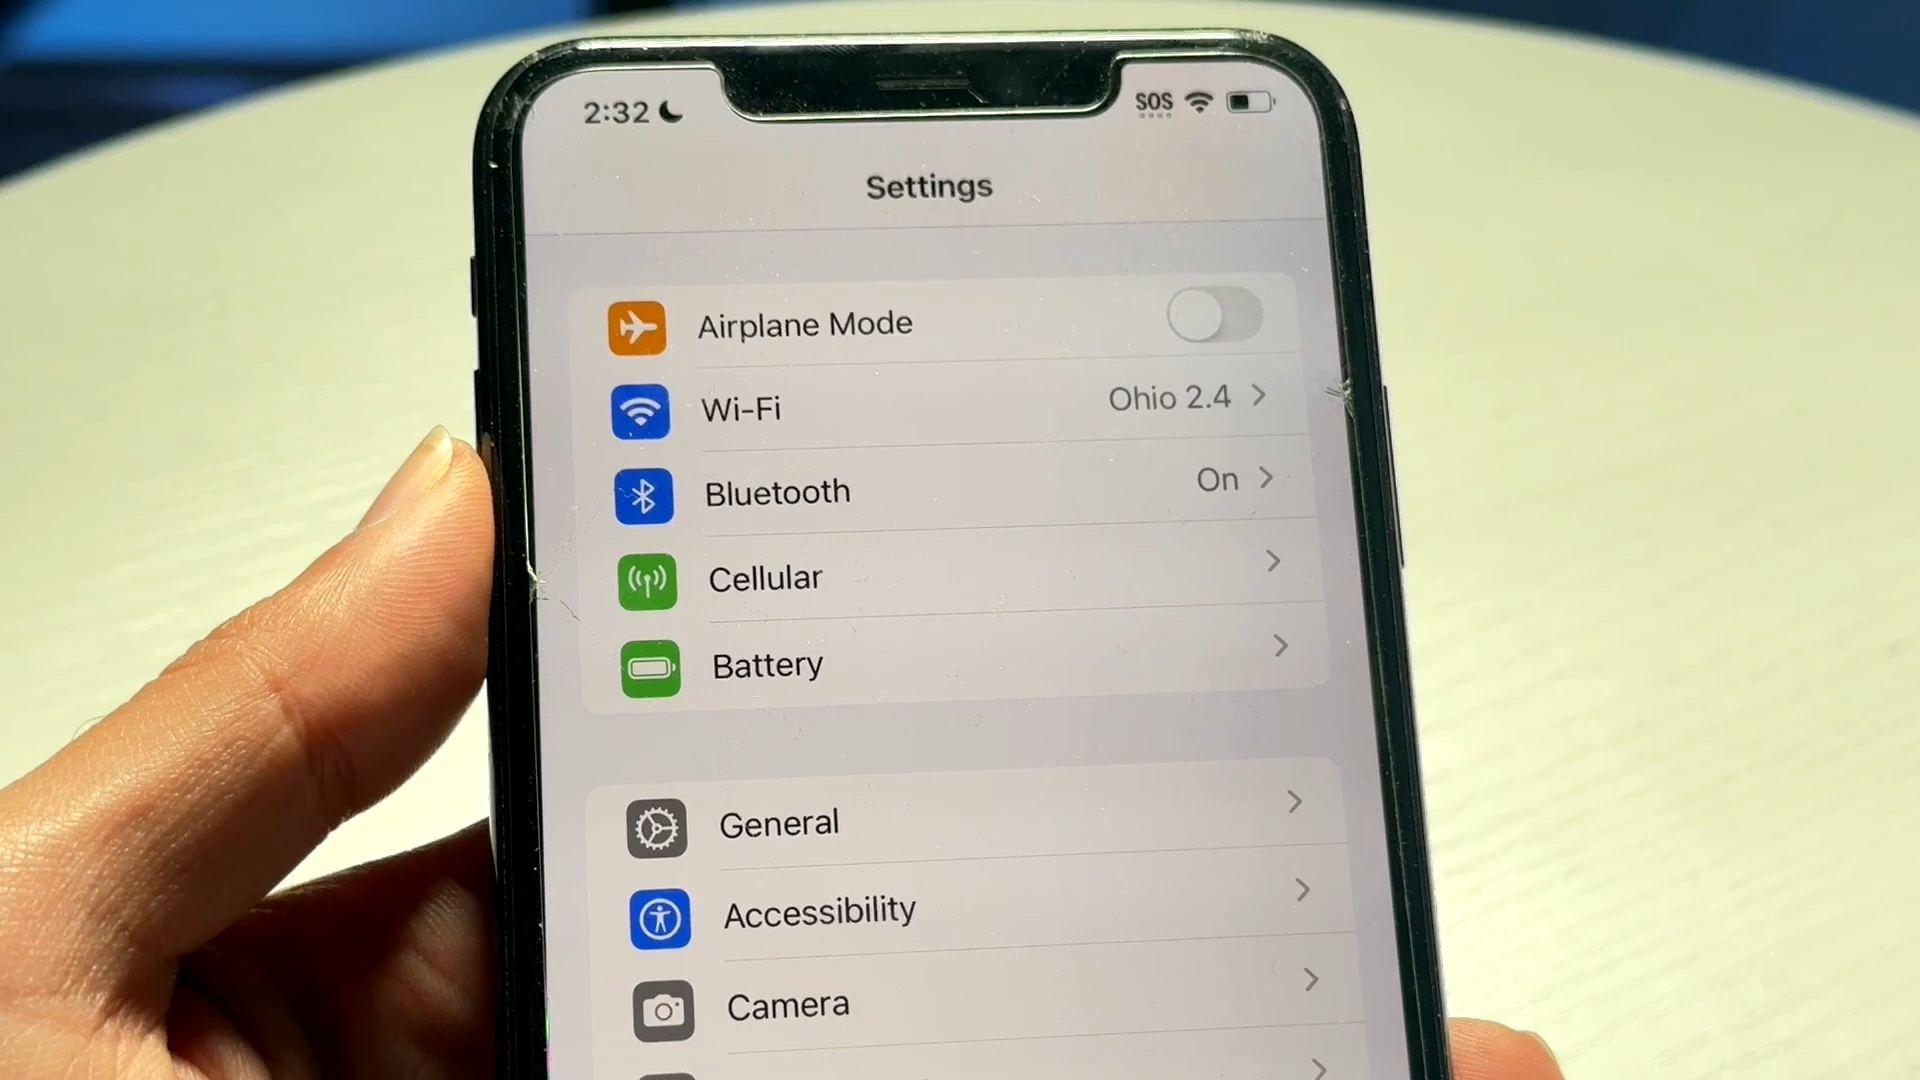 2:32 SOS
Settings
Airplane Mode
Wi-Fi Ohio 2.4
Bluetooth On
Cellular
Battery
General
Accessibility
Camera